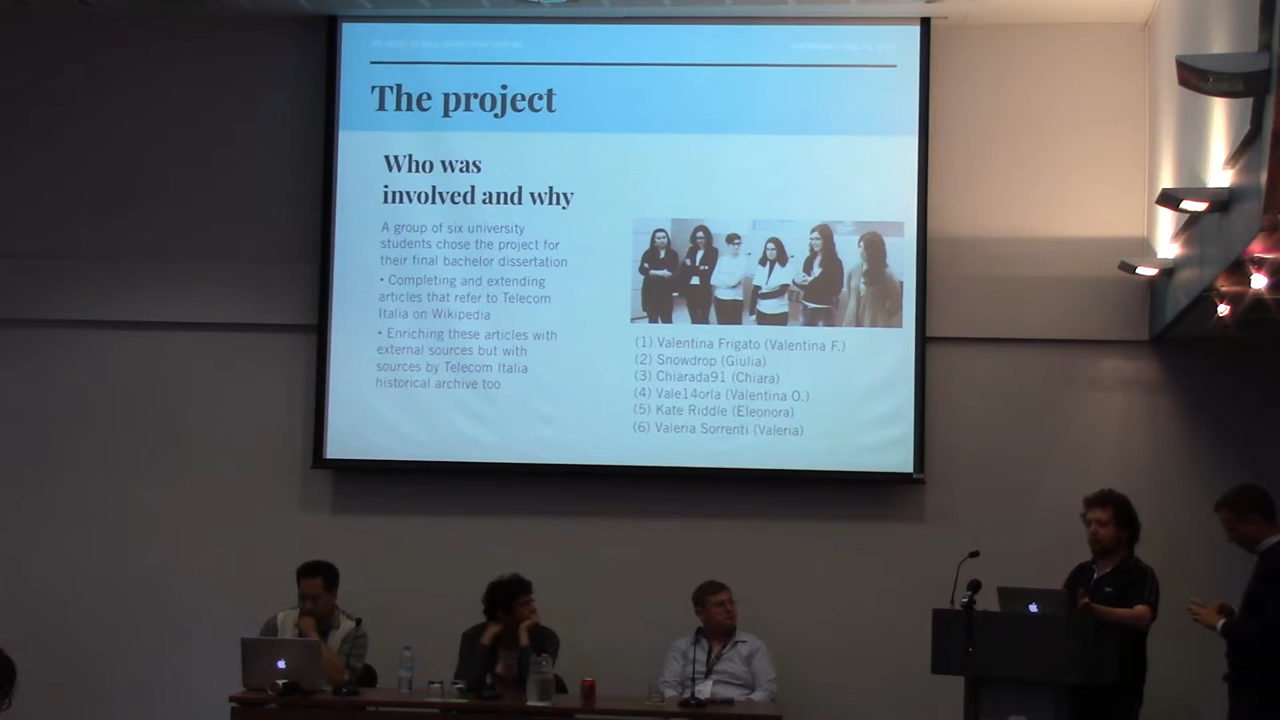 The project
Who was
involved and why
A group of six university
students chose the project for
their final bachelor dissertation
• Completing and extending
articles that refer to Telecom
Italia on Wikipedia
• Enriching these articles with
external sources but with
sources by Telecom Italia
historical archive too
(1) Valentina Frigato (Valentina F.)
(2) Snowdrop (Giulia)
(3) Chiarada91 (Chiara)
(4) Vale14orla (Valentina O.)
(5) Kate Riddle (Eleonora)
(6) Valeria Sorrenti (Valeria)